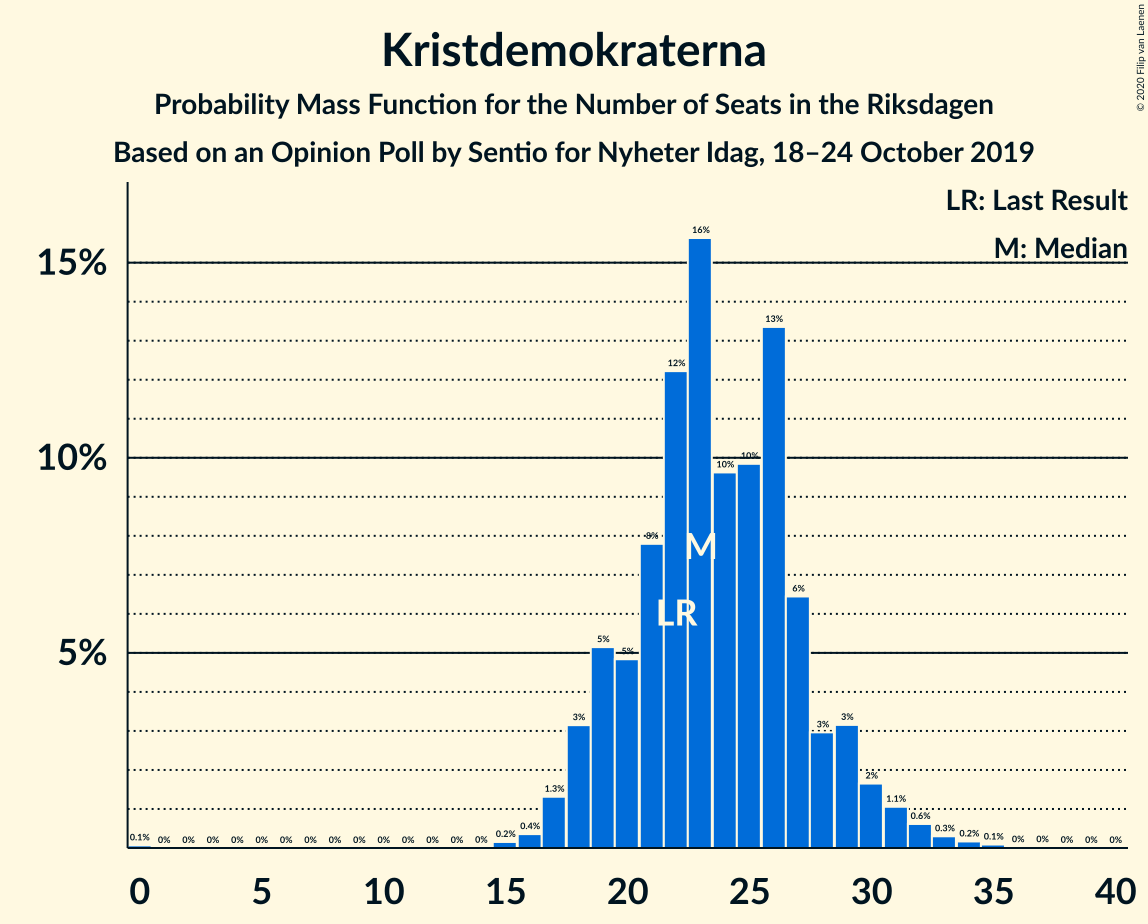 Kristdemokraterna
Probability Mass Function for the Number of Seats in the Riksdagen
Based on an Opinion Poll by Sentio for Nyheter Idag, 18–24 October 2019
© 2020 Filip van Laenen
LR: Last Result
M: Median
15%
10%
5%
0.1% 0% 0% 0% 0% 0% 0% 0% 0% 0% 0% 0% 0% 0% 0% 0.2% 0.4% 1.3% 3% 5% 5% 8% 12% 16% 10% 10% 13% 6% 3% 3% 2% 1.1% 0.6% 0.3% 0.2% 0.1% 0% 0% 0% 0% 0%
M
LR
0 5 10 15 20 25 30 35 40